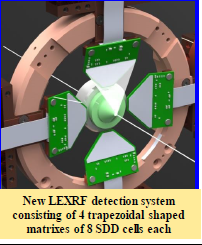 New LEXRF detection system
consisting of 4 trapezoidal shaped
matrixes of 8 SDD cells each